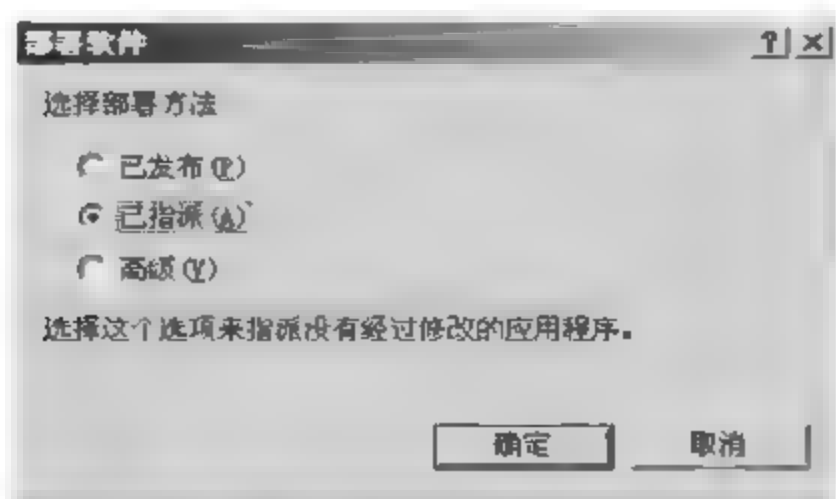 部署软件
选择部署方法
已发布(P)
已指派(A)
高级(V)
选择这个选项来指派没有经过修改的应用程序。
确定
取消